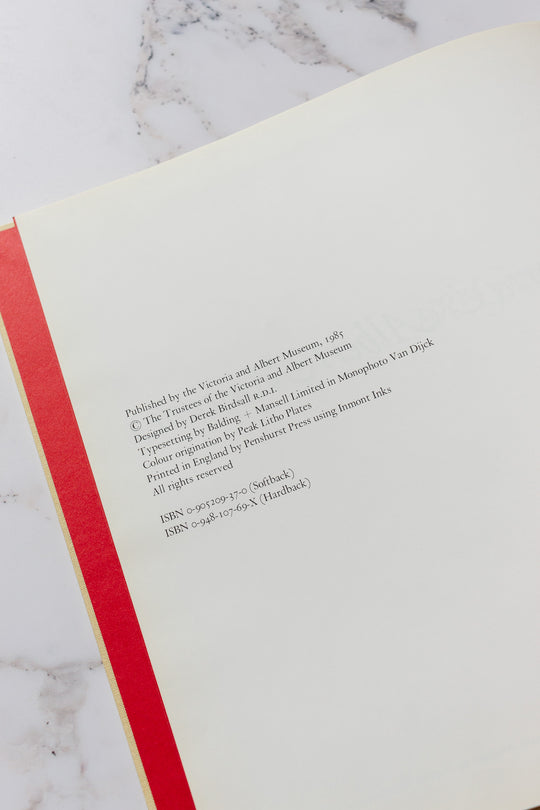 Published by the Victoria and Albert Museum, 1985
© The Trustees of the Victoria and Albert Museum
Designed by Derek Birdsall R.D.I.
Typesetting by Balding + Mansell Limited in Monophoto Van Dijck
Colour origination by Peak Litho Plates
Printed in England by Penshurst Press using Inmont Inks
All rights reserved
ISBN 0-905209-37-0 (Softback)
ISBN 0-948-107-69-X (Hardback)